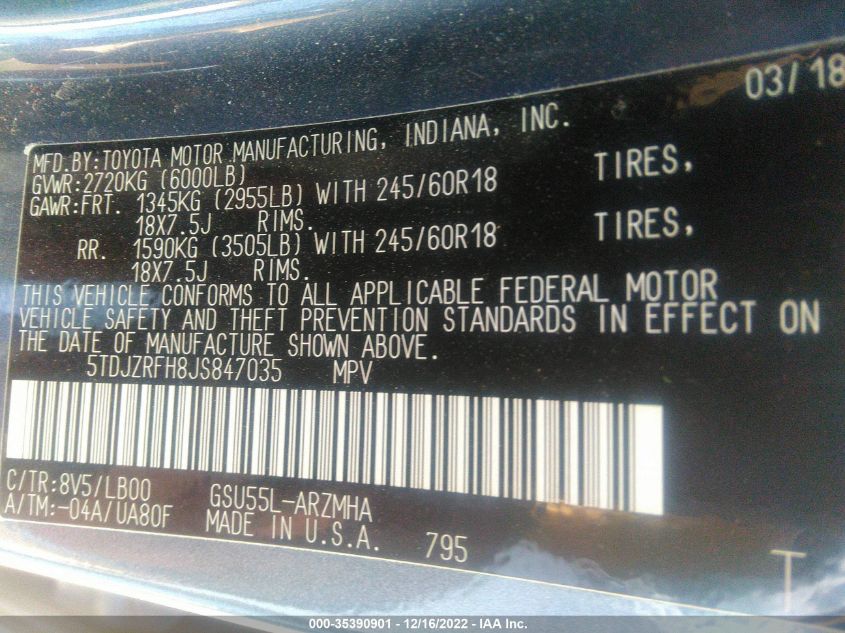 03/18
MFD.BY:TOYOTA MOTOR MANUFACTURING, INDIANA, INC.
GVWR:2720KG (6000LB)
GAWR:FRT. 1345KG (2955LB) WITH 245/60R18 TIRES,
18X7.5J RIMS.
RR. 1590KG (3505LB) WITH 245/60R18 TIRES,
18X7.5J RIMS.
THIS VEHICLE CONFORMS TO ALL APPLICABLE FEDERAL MOTOR
VEHICLE SAFETY AND THEFT PREVENTION STANDARDS IN EFFECT ON
THE DATE OF MANUFACTURE SHOWN ABOVE.
5TDJZRFH8JS847035 MPV
C/TR:8V5/LB00 GSU55L-ARZMHA
A/TM:-04A/UA80F MADE IN U.S.A. 795
T
000-35390901 - 12/16/2022 - IAA Inc.